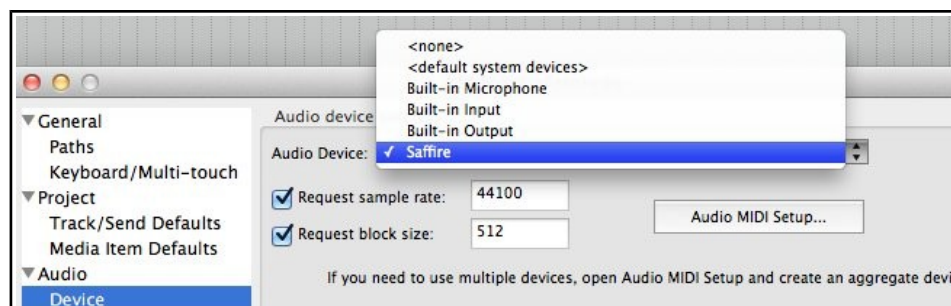 <none>
<default system devices>
Built-in Microphone
Built-in Input
Built-in Output
✓ Saffire
Audio device
Audio Device:
General
Paths
Keyboard/Multi-touch
Project
Track/Send Defaults
Media Item Defaults
Audio
Device
Request sample rate: 44100
Request block size: 512
Audio MIDI Setup...
If you need to use multiple devices, open Audio MIDI Setup and create an aggregate devi